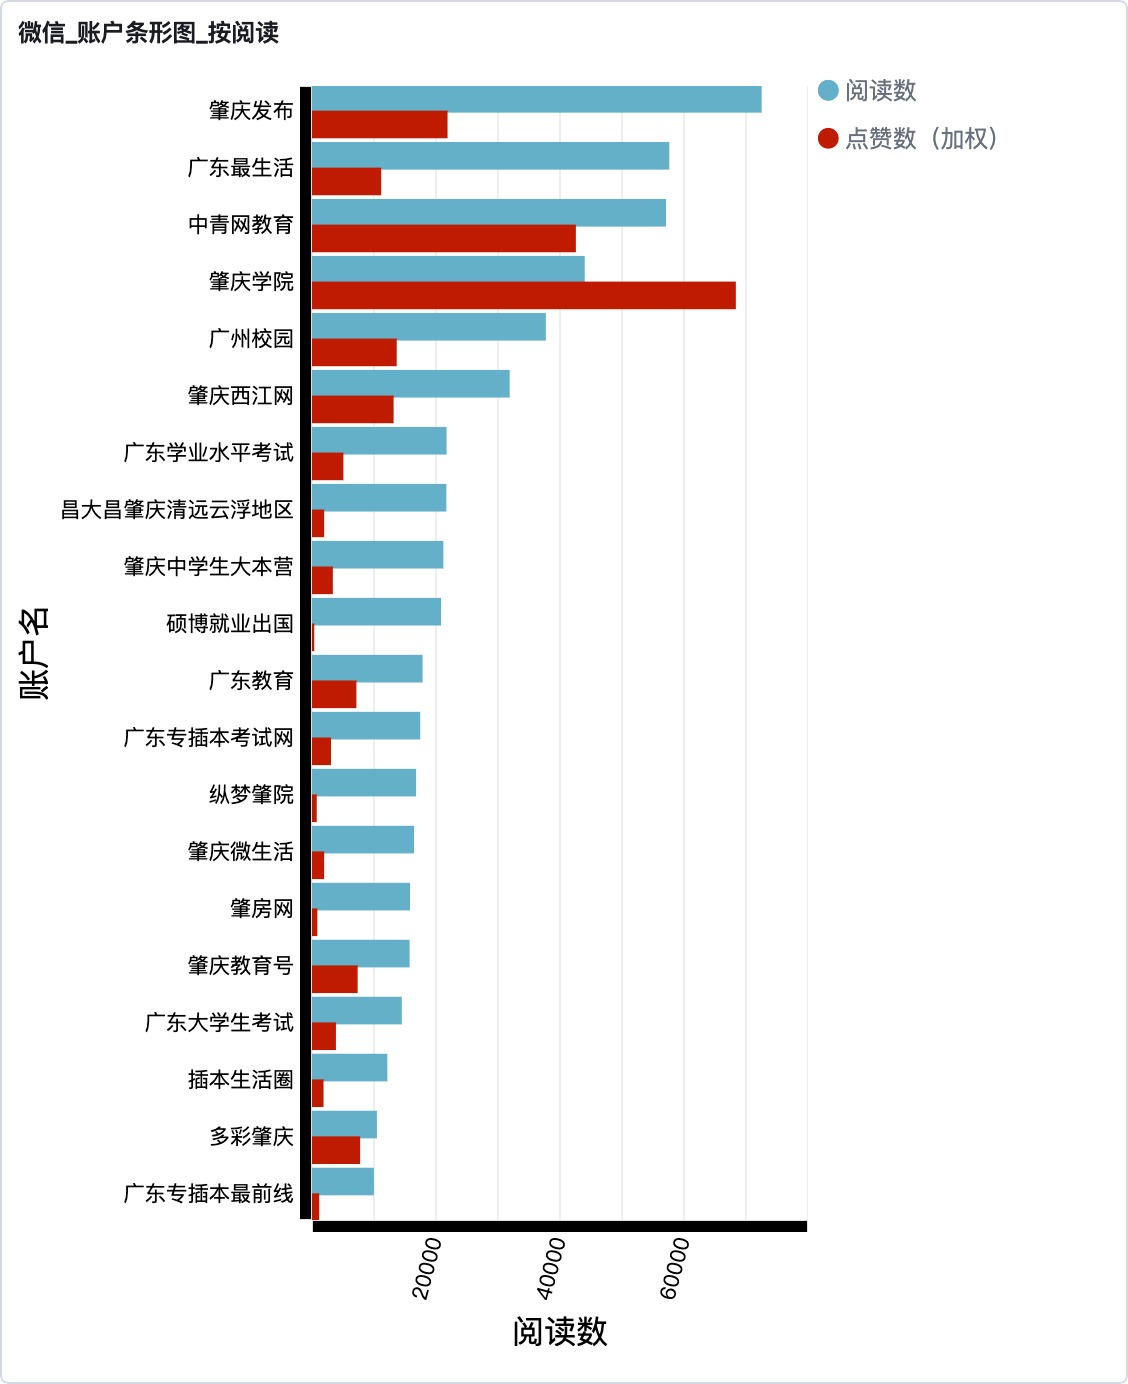 微信_账户条形图_按阅读
阅读数
点赞数（加权）
肇庆发布
广东最生活
中青网教育
肇庆学院
广州校园
肇庆西江网
广东学业水平考试
昌大昌肇庆清远云浮地区
肇庆中学生大本营
硕博就业出国
广东教育
广东专插本考试网
纵梦肇院
肇庆微生活
肇房网
肇庆教育号
广东大学生考试
插本生活圈
多彩肇庆
广东专插本最前线
账户名
20000
40000
60000
阅读数